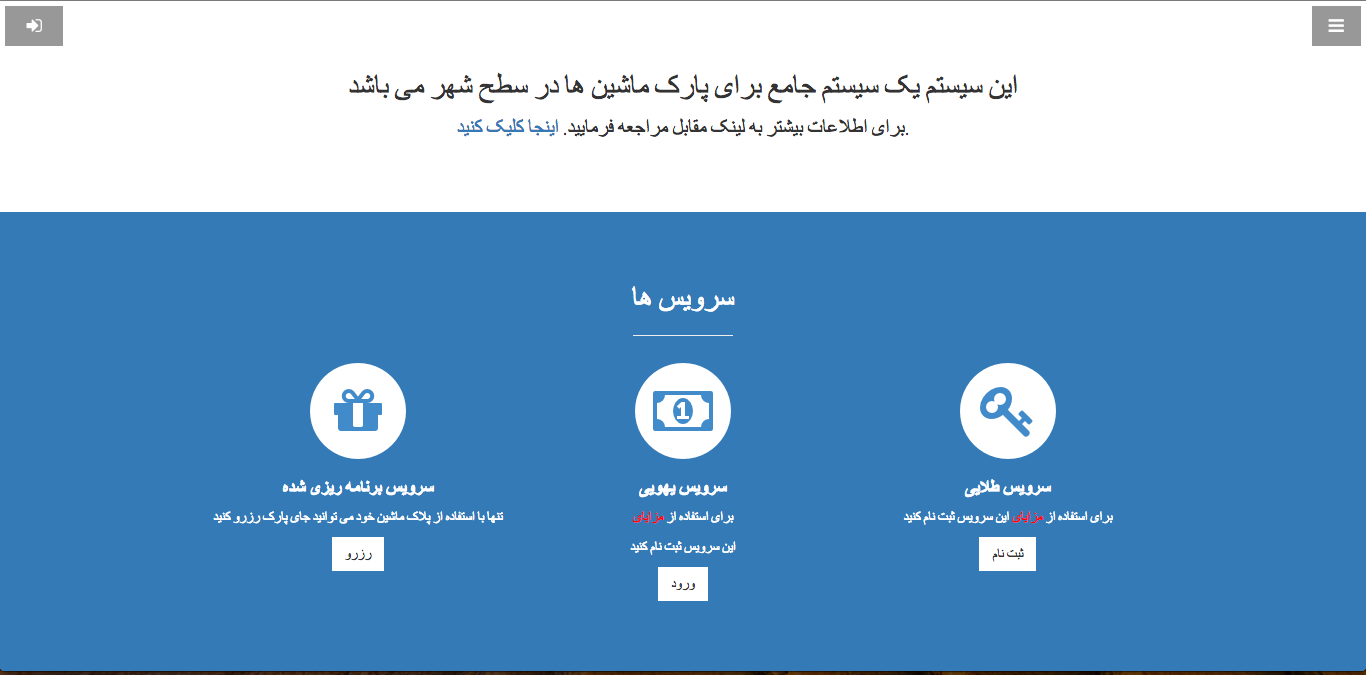 این سیستم یک سیستم جامع برای پارک ماشین ها در سطح شهر می باشد
.برای اطلاعات بیشتر به لینک مقابل مراجعه فرمایید. اینجا کلیک کنید
سرویس ها
1
سرویس طلایی
برای استفاده از مزایای این سرویس ثبت نام کنید
ثبت نام
سرویس یهویی
برای استفاده از مزایای
این سرویس ثبت نام کنید
ورود
سرویس برنامه ریزی شده
تنها با استفاده از پلاک ماشین خود می توانید جای پارک رزرو کنید
رزرو